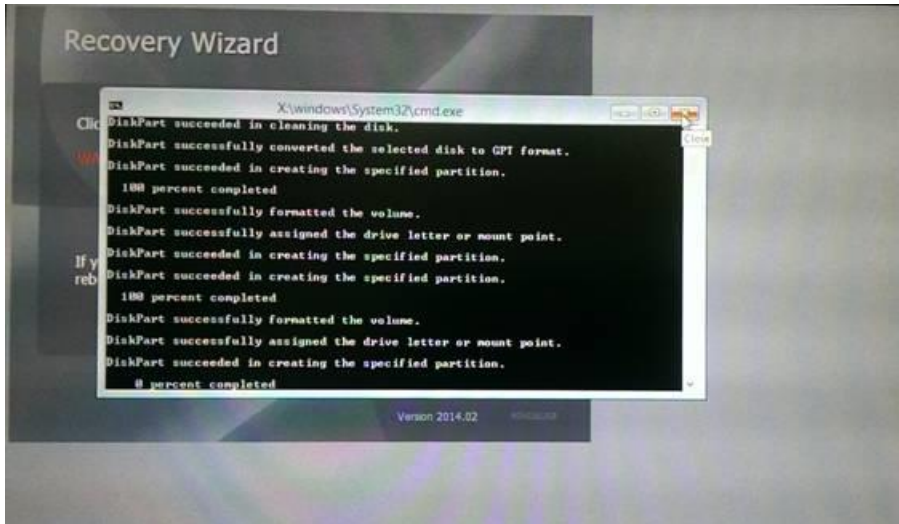 Recovery Wizard
X:\windows\System32\cmd.exe
Close
Clic
DiskPart succeeded in cleaning the disk.
WA
DiskPart successfully converted the selected disk to GPT format.
DiskPart succeeded in creating the specified partition.
100 percent completed
DiskPart successfully formatted the volume.
DiskPart successfully assigned the drive letter or mount point.
DiskPart succeeded in creating the specified partition.
If y
reb
DiskPart succeeded in creating the specified partition.
100 percent completed
DiskPart successfully formatted the volume.
DiskPart successfully assigned the drive letter or mount point.
DiskPart succeeded in creating the specified partition.
0 percent completed
Version 2014.02